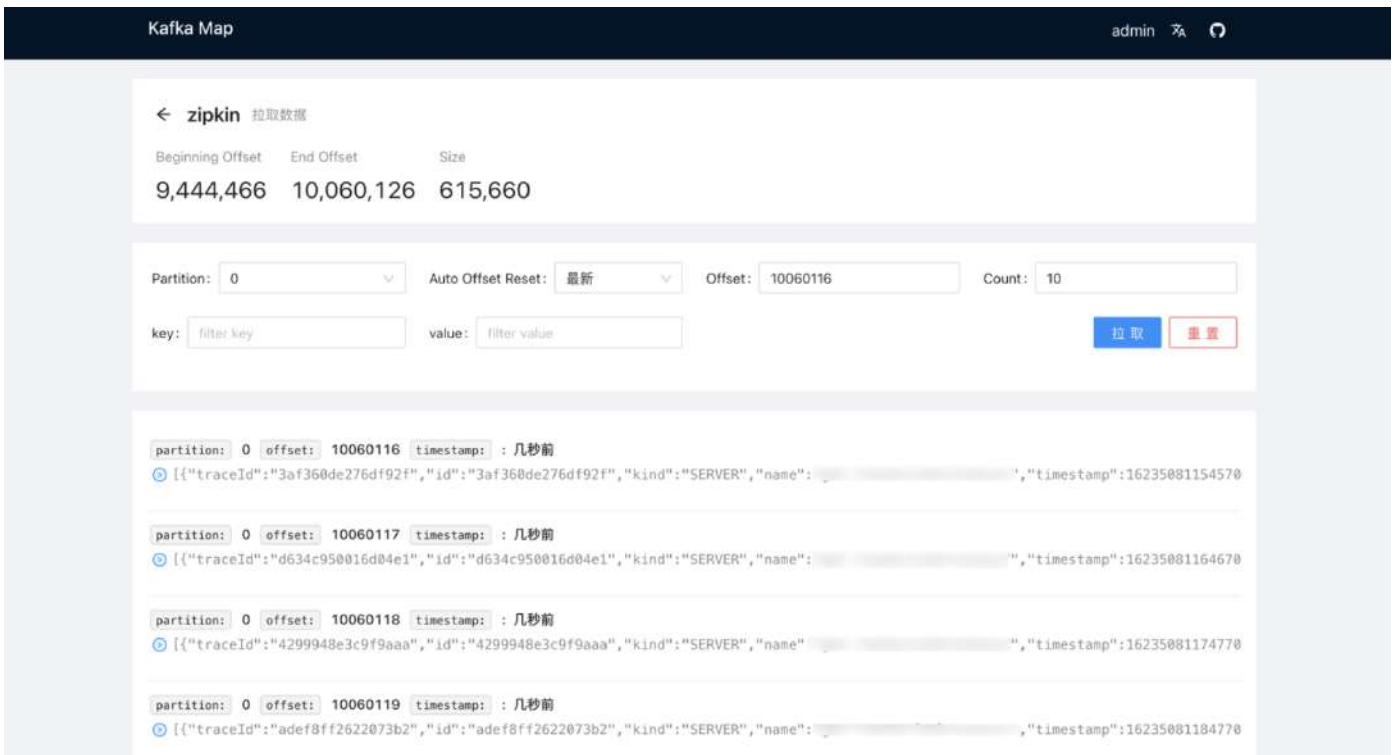 Kafka Map admin
zipkin 拉取数据
Beginning Offset End Offset Size
9,444,466 10,060,126 615,660
Partition: 0 Auto Offset Reset: 最新 Offset: 10060116 Count: 10
key: filter key value: filter value 拉 取 重 置
partition: 0 offset: 10060116 timestamp: : 几秒前
[{"traceId":"3af360de276df92f","id":"3af360de276df92f","kind":"SERVER","name": ","timestamp":16235081154570
partition: 0 offset: 10060117 timestamp: : 几秒前
[{"traceId":"d634c950016d04e1","id":"d634c950016d04e1","kind":"SERVER","name": ","timestamp":16235081164670
partition: 0 offset: 10060118 timestamp: : 几秒前
[{"traceId":"4299948e3c9f9aaa","id":"4299948e3c9f9aaa","kind":"SERVER","name" ","timestamp":16235081174770
partition: 0 offset: 10060119 timestamp: : 几秒前
[{"traceId":"adef8ff2622073b2","id":"adef8ff2622073b2","kind":"SERVER","name": ,"timestamp":16235081184770